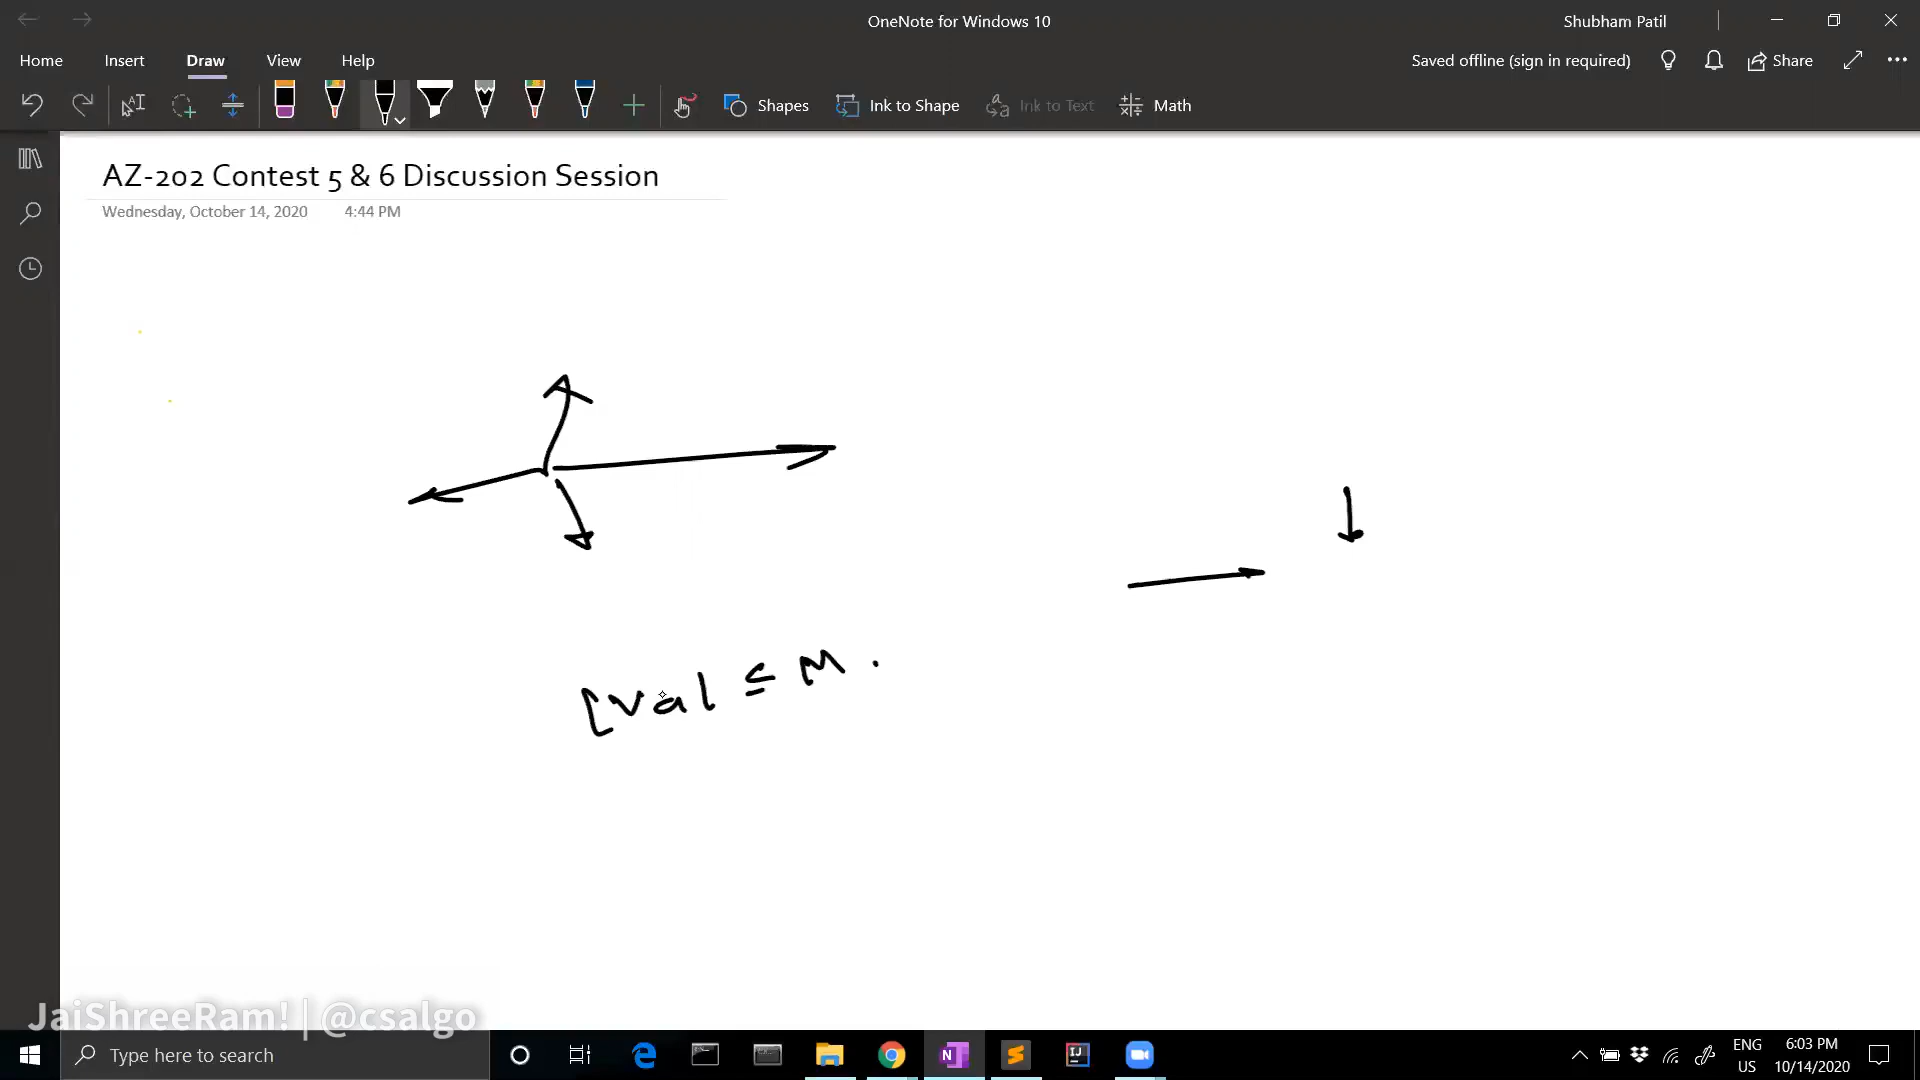 OneNote for Windows 10
Shubham Patil
Home Insert Draw View Help
Saved offline (sign in required) Share
Shapes Ink to Shape Ink to Text Math
AZ-202 Contest 5 & 6 Discussion Session
Wednesday, October 14, 2020 4:44 PM
[val ≤ M .
JaiShreeRam! | @csalgo
Type here to search
ENG 6:03 PM
US 10/14/2020